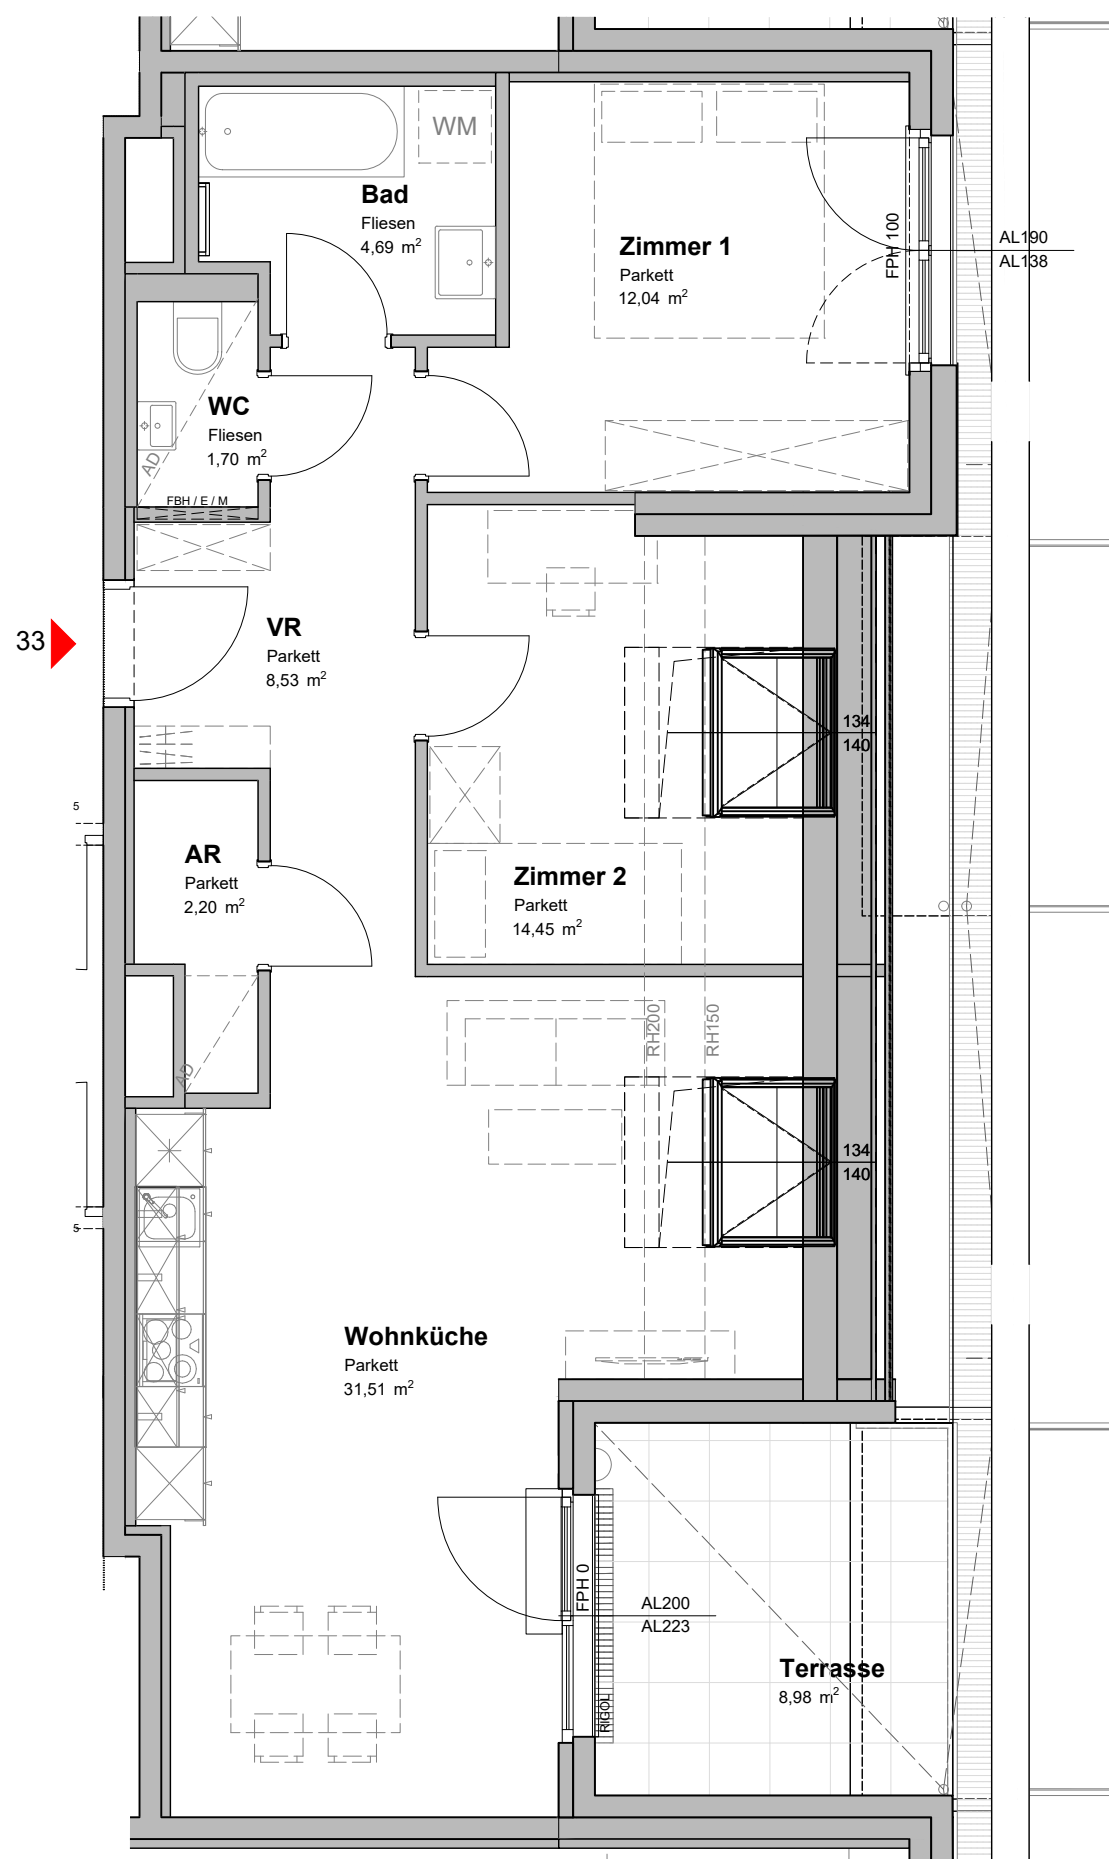 WM
Bad
Fliesen
4,69 m²
Zimmer 1
Parkett
12,04 m²
FPH 100
AL190
AL138
WC
Fliesen
1,70 m²
AD
FBH / E / M
33
VR
Parkett
8,53 m²
134
140
5
AR
Parkett
2,20 m²
Zimmer 2
Parkett
14,45 m²
RH200
RH150
AD
134
140
5
Wohnküche
Parkett
31,51 m²
FPH 0
AL200
AL223
RIGOL
Terrasse
8,98 m²